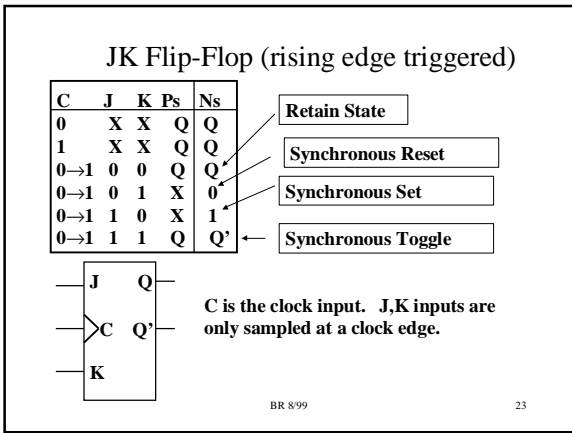 JK Flip-Flop (rising edge triggered)
C J K Ps Ns
0 X X Q Q
1 X X Q Q
0→1 0 0 Q Q
0→1 0 1 X 0
0→1 1 0 X 1
0→1 1 1 Q Q’
Retain State
Synchronous Reset
Synchronous Set
Synchronous Toggle
J Q
C Q’
K
C is the clock input. J,K inputs are
only sampled at a clock edge.
BR 8/99
23